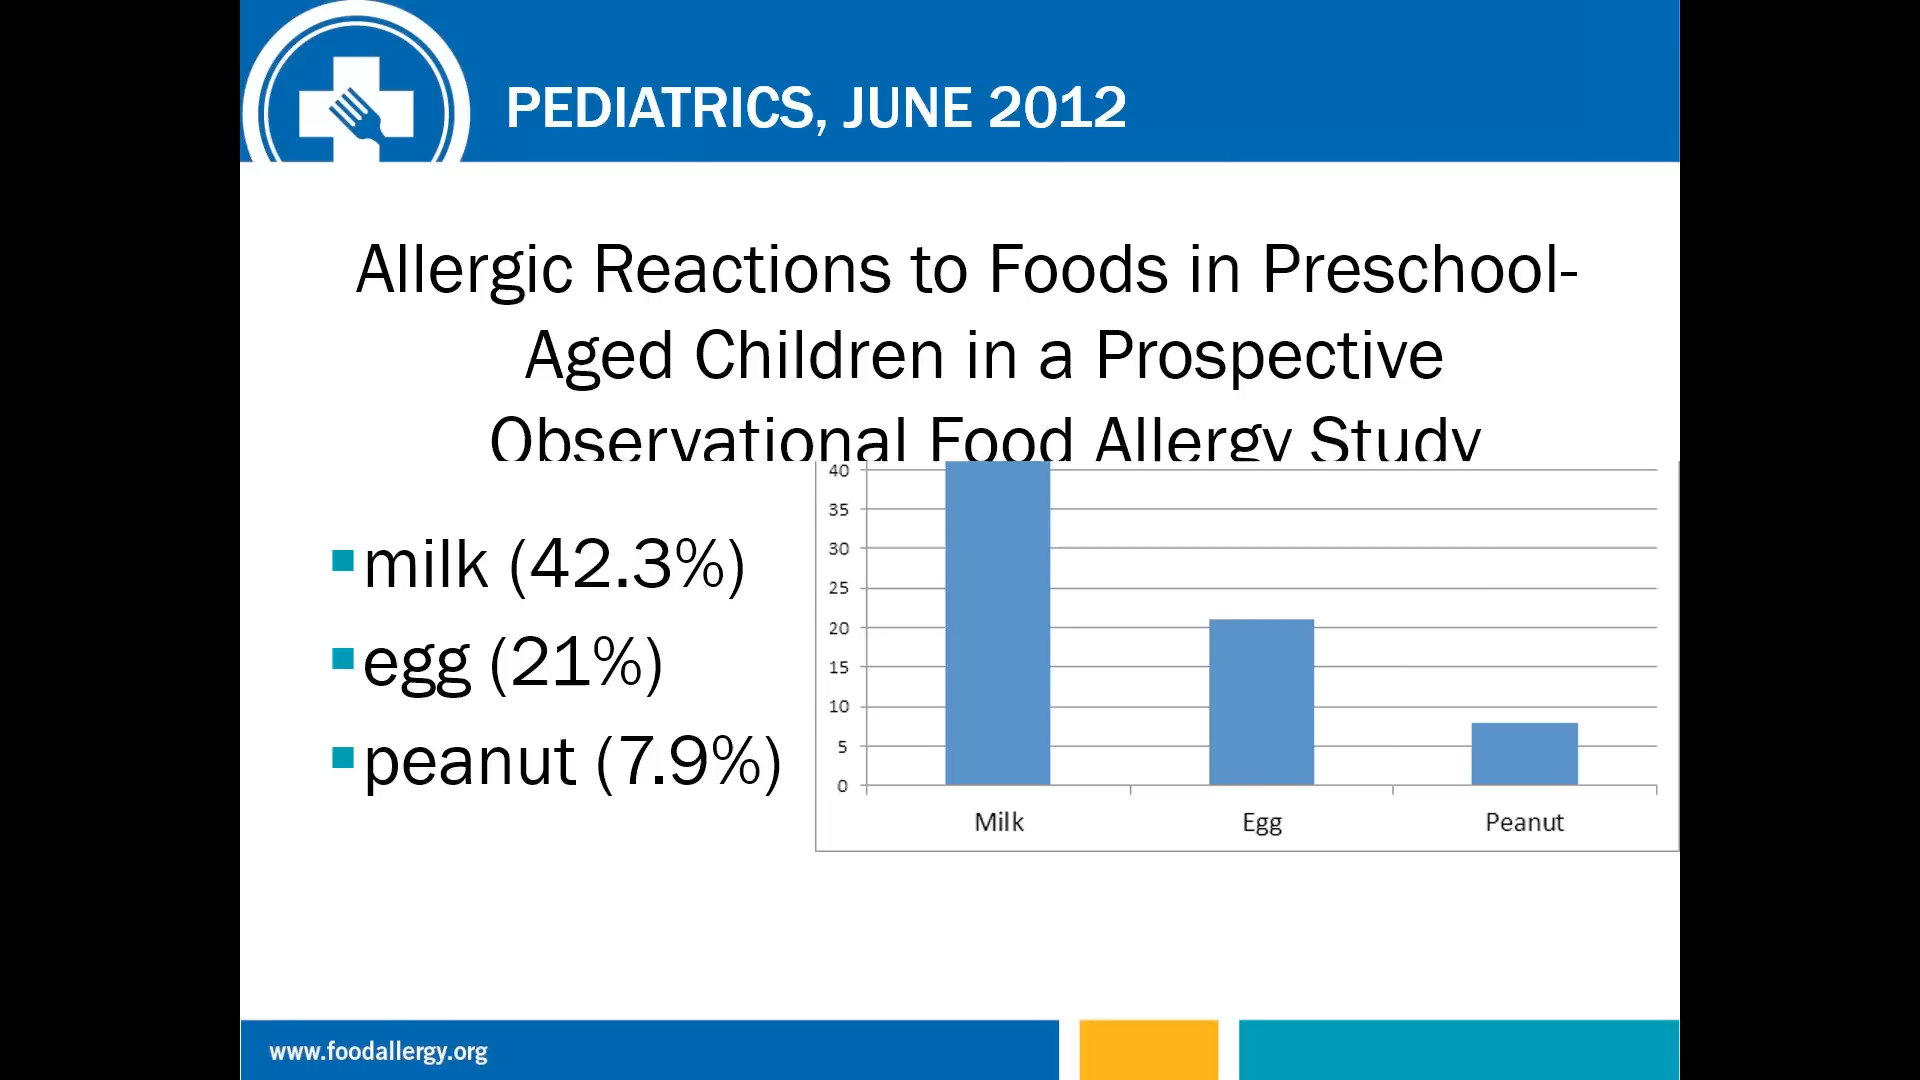 PEDIATRICS, JUNE 2012
Allergic Reactions to Foods in Preschool-
Aged Children in a Prospective
Observational Food Allergy Study
milk (42.3%)
egg (21%)
peanut (7.9%)
40
35
30
25
20
15
10
5
0
Milk Egg Peanut
www.foodallergy.org